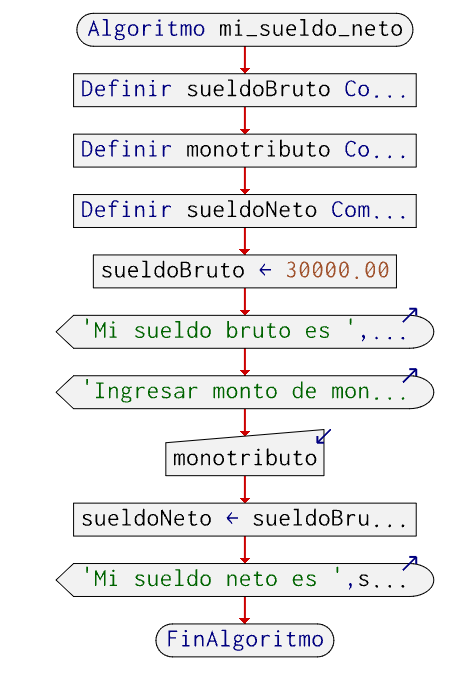 Algoritmo mi_sueldo_neto
Definir sueldoBruto Co...
Definir monotributo Co...
Definir sueldoNeto Com...
sueldoBruto ← 30000.00
'Mi sueldo bruto es ',...
'Ingresar monto de mon...
monotributo
sueldoNeto ← sueldoBru...
'Mi sueldo neto es ',s...
FinAlgoritmo